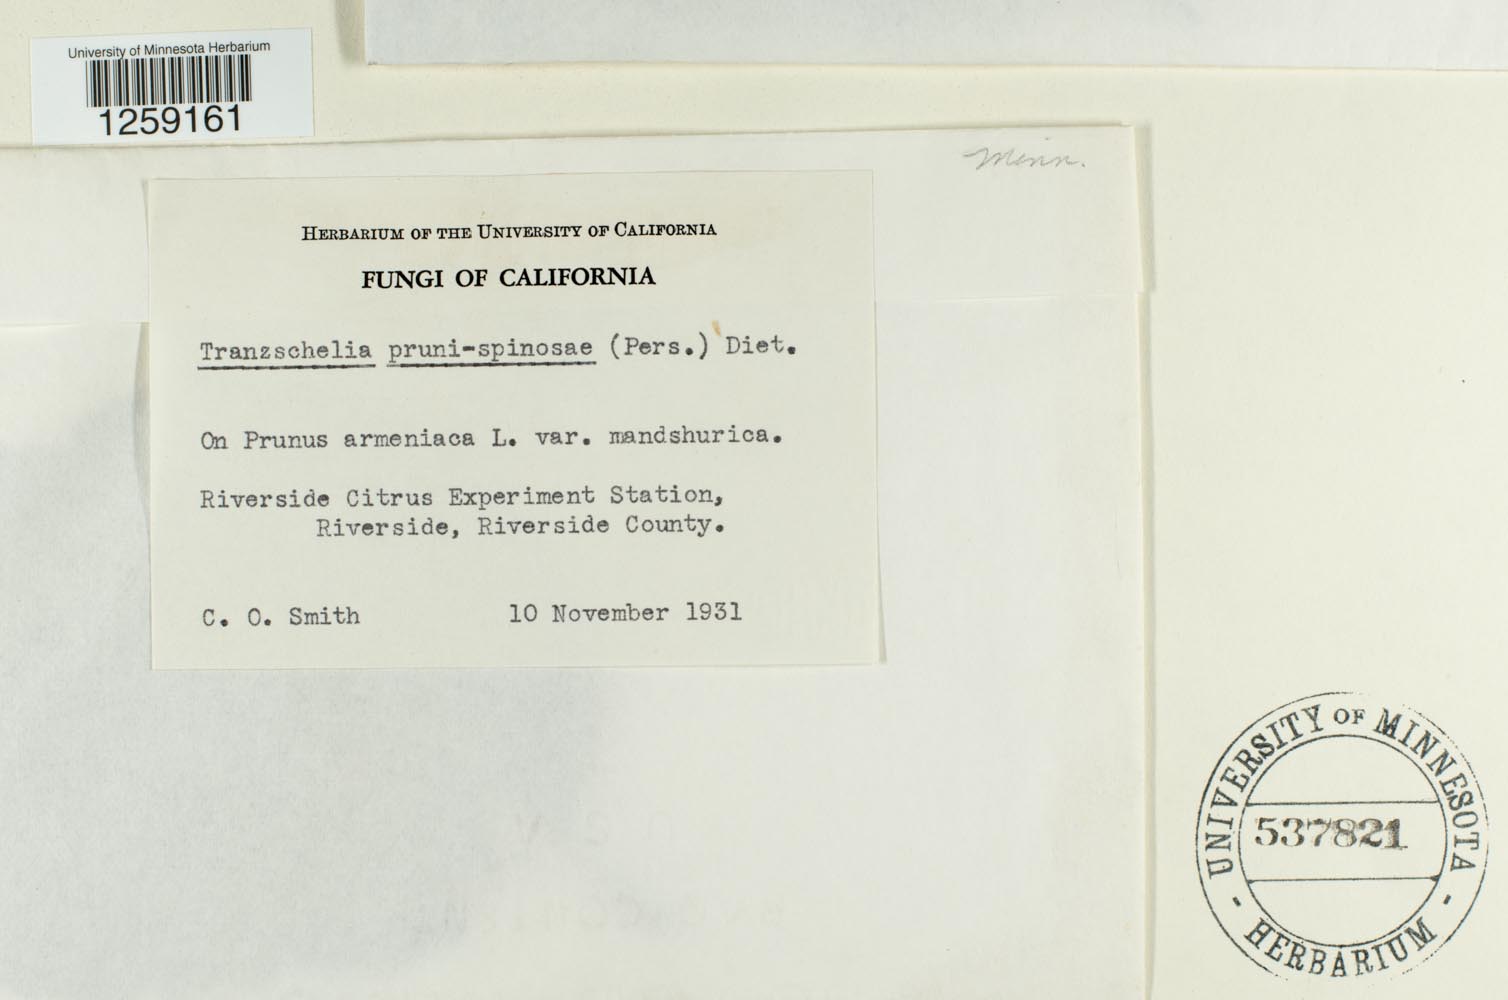 University of Minnesota Herbarium
1259161
Minn.
HERBARIUM OF THE UNIVERSITY OF CALIFORNIA
FUNGI OF CALIFORNIA
Tranzschelia pruni-spinosae (Pers.) Diet.
On Prunus armeniaca L. var. mandshurica.
Riverside Citrus Experiment Station,
Riverside, Riverside County.
C. O. Smith 10 November 1931
UNIVERSITY OF MINNESOTA
537821
- HERBARIUM -